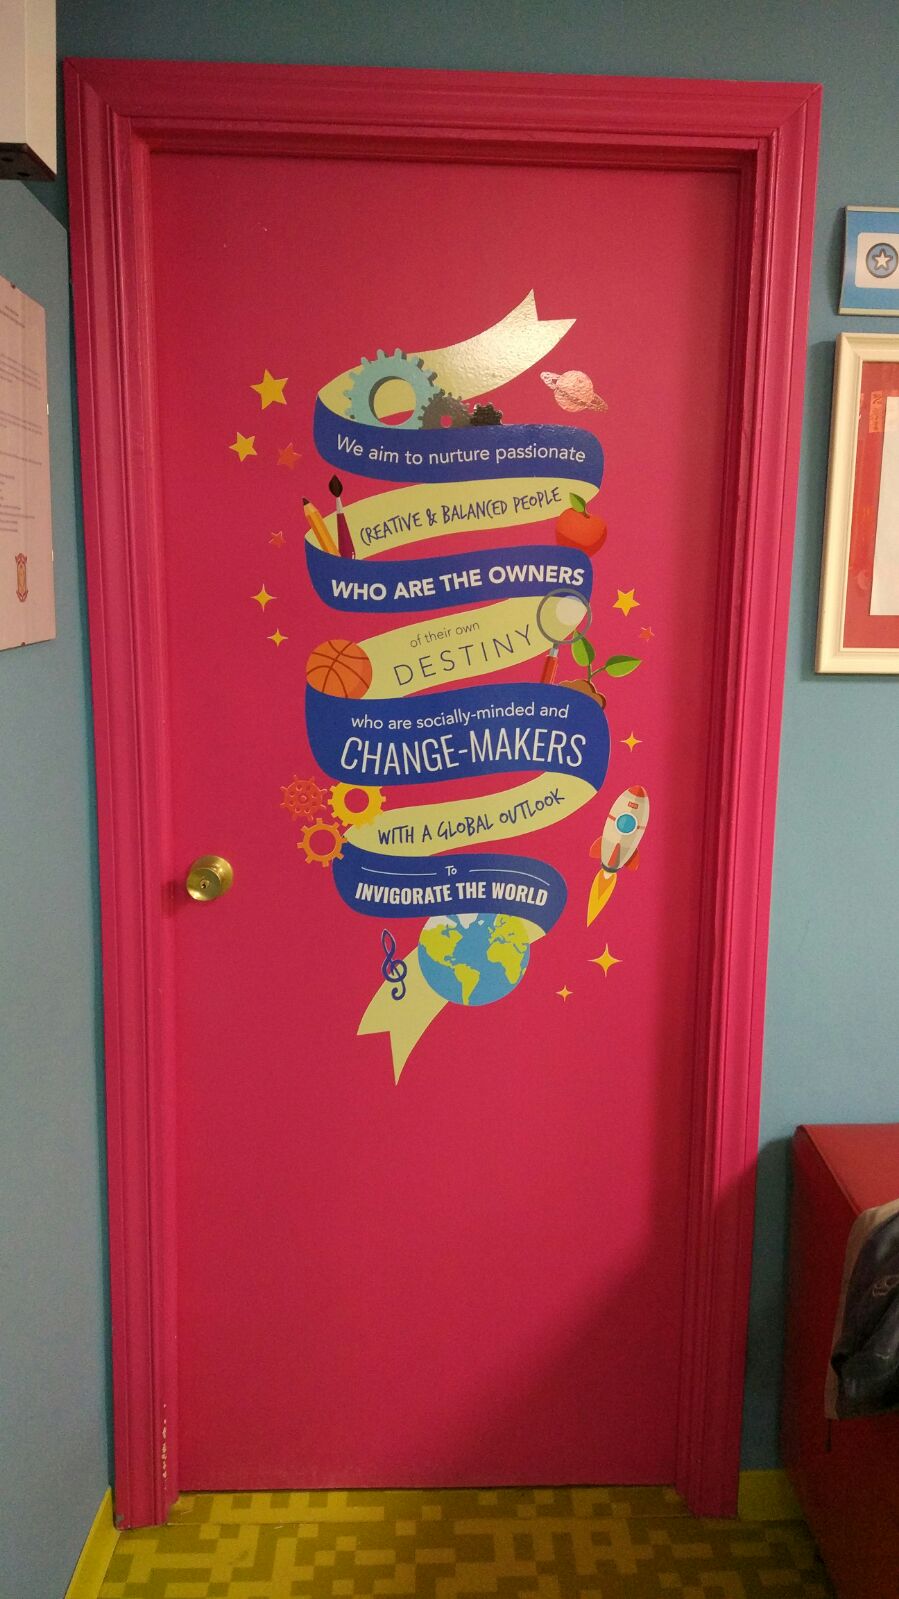 We aim to nurture passionate
CREATIVE & BALANCED PEOPLE
WHO ARE THE OWNERS
of their own
DESTINY
who are socially-minded and
CHANGE-MAKERS
WITH A GLOBAL OUTLOOK
To
INVIGORATE THE WORLD